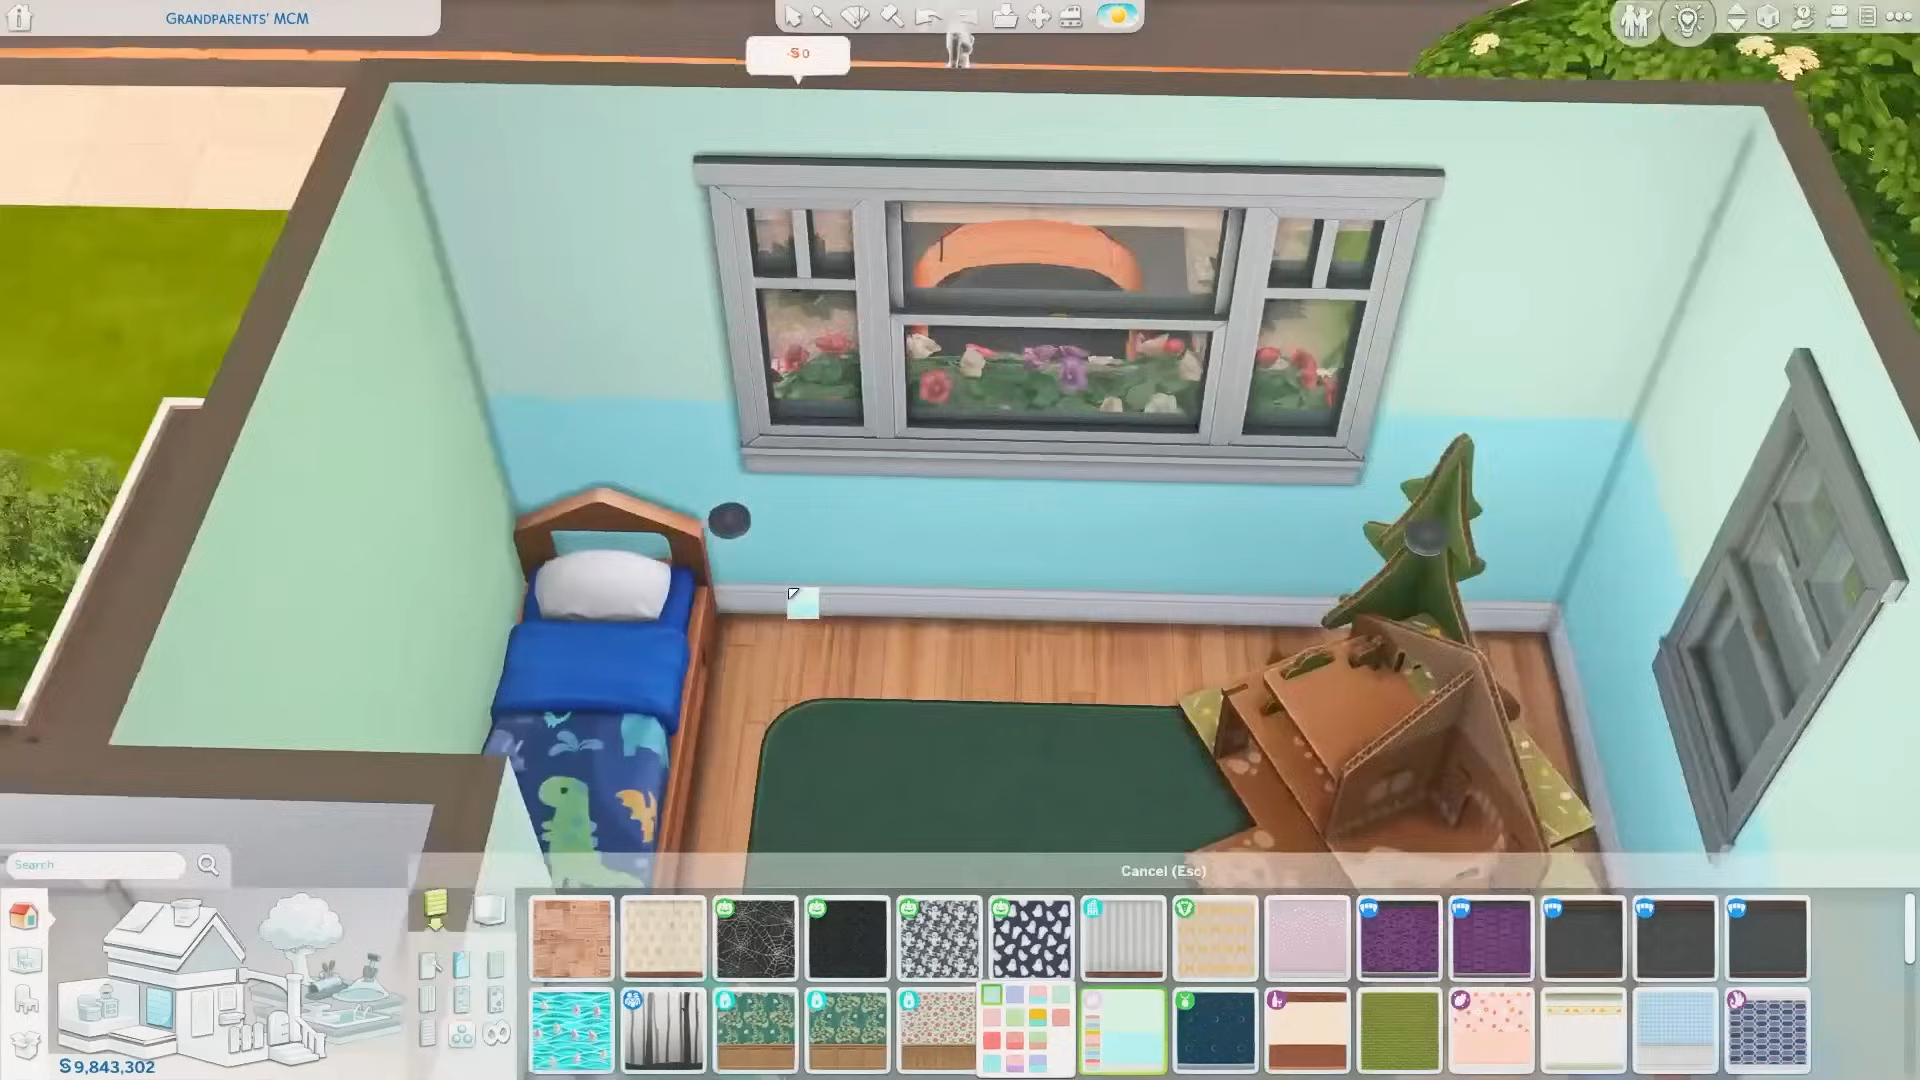 GRANDPARENTS' MCM
-§0
Cancel (Esc)
Search
§9,843,302